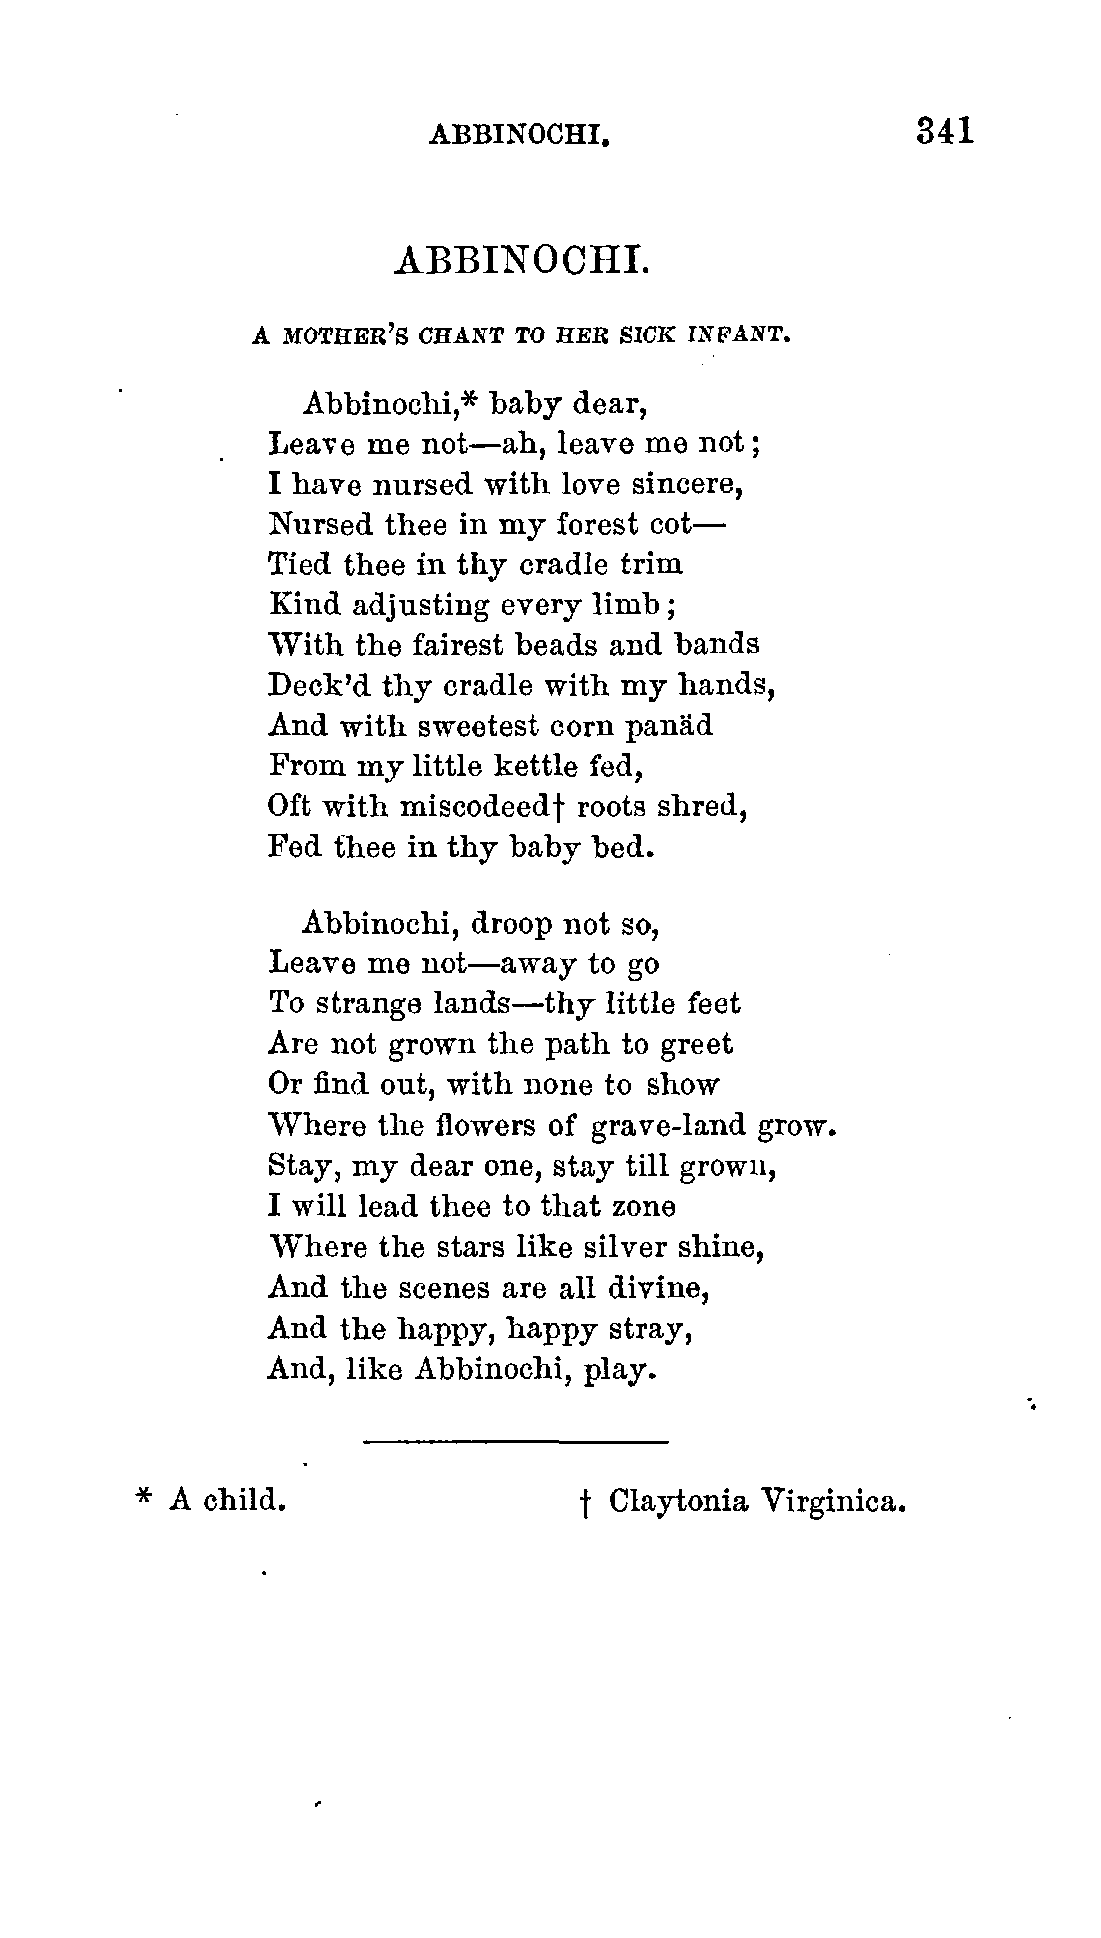 ABBINOCHI. 341
ABBINOCHI.
A MOTHER'S CHANT TO HER SICK INFANT.
Abbinochi,* baby dear,
Leave me not—ah, leave me not;
I have nursed with love sincere,
Nursed thee in my forest cot—
Tied thee in thy cradle trim
Kind adjusting every limb;
With the fairest beads and bands
Deck'd thy cradle with my hands,
And with sweetest corn panäd
From my little kettle fed,
Oft with miscodeed† roots shred,
Fed thee in thy baby bed.
Abbinochi, droop not so,
Leave me not—away to go
To strange lands—thy little feet
Are not grown the path to greet
Or find out, with none to show
Where the flowers of grave-land grow.
Stay, my dear one, stay till grown,
I will lead thee to that zone
Where the stars like silver shine,
And the scenes are all divine,
And the happy, happy stray,
And, like Abbinochi, play.
* A child. † Claytonia Virginica.